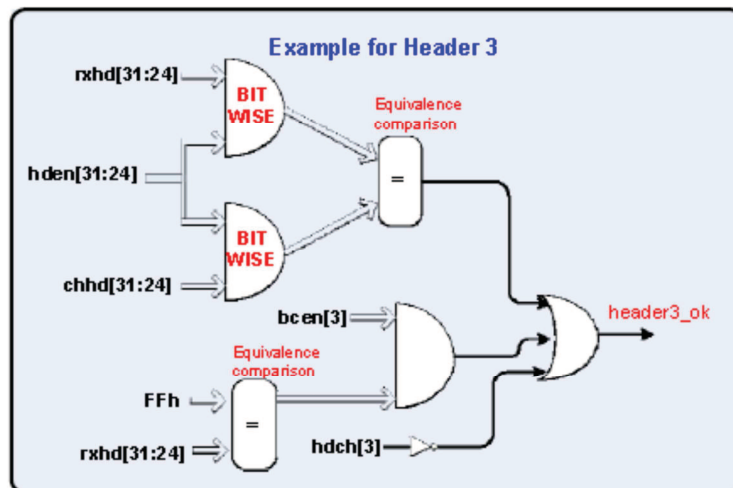 Example for Header 3
rxhd[31:24]
BIT
WISE
Equivalence
comparison
hden[31:24]
=
BIT
WISE
chhd[31:24]
bcen[3]
header3_ok
Equivalence
comparison
FFh
=
rxhd[31:24]
hdch[3]